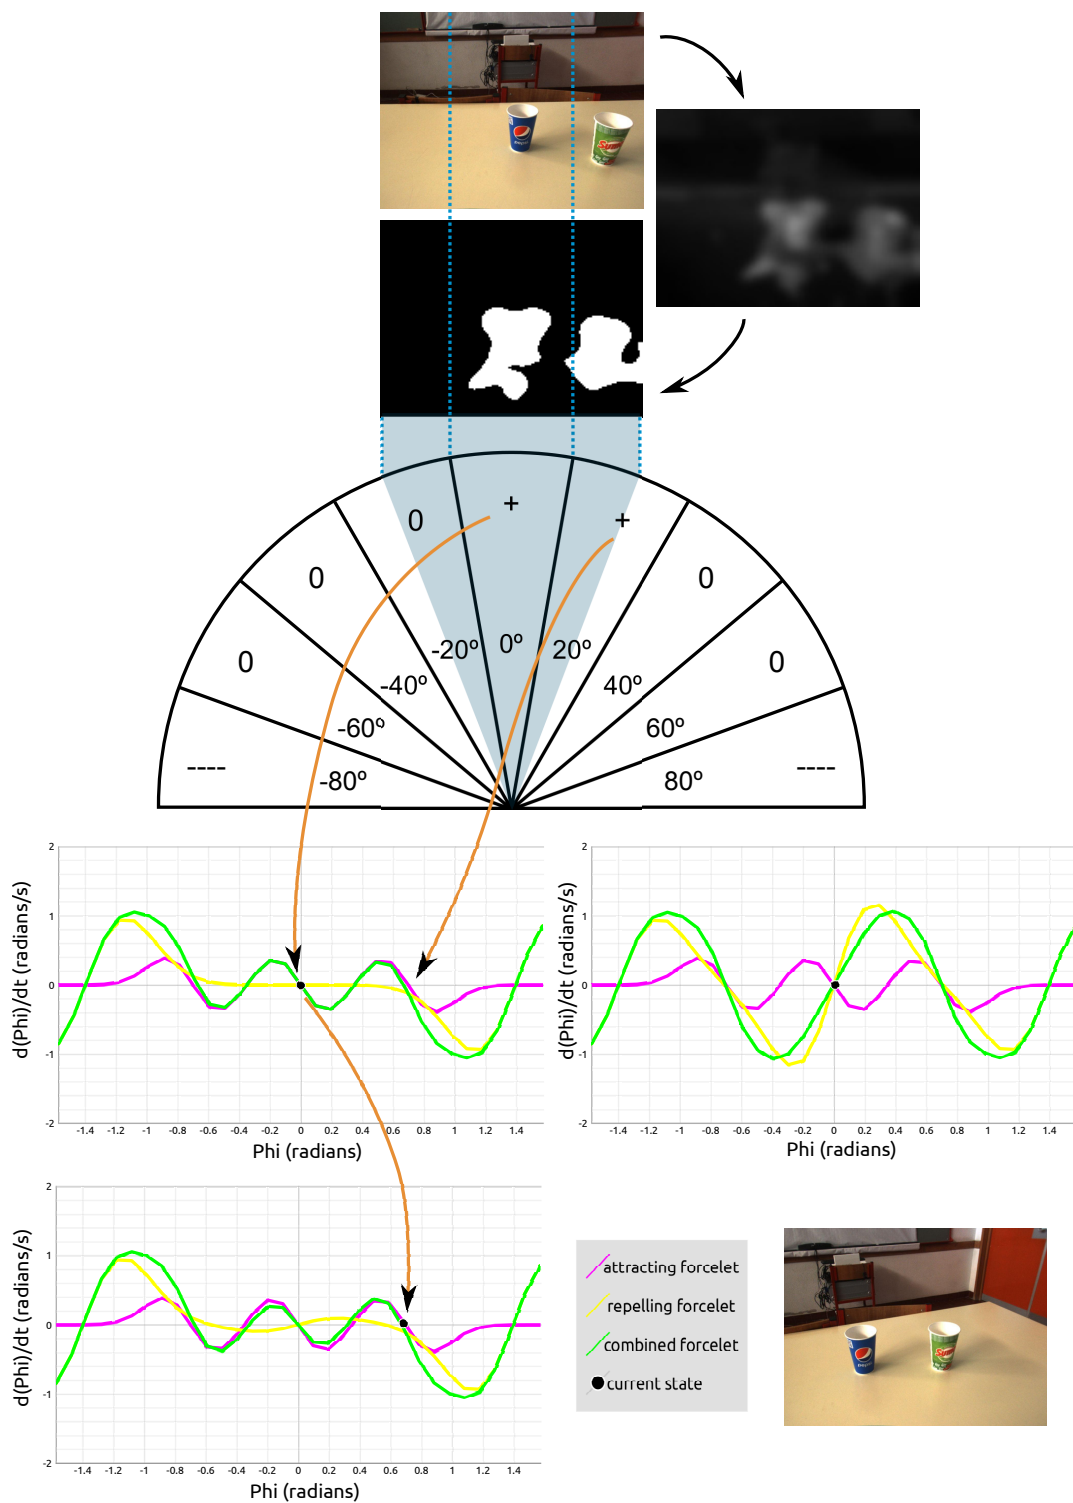 pepsi
Sumol
+
0
+
0
0
0
0
-20º
0º
20º
-40º
40º
-60º
60º
----
-80º
80º
----
2
1
0
-1
-2
-1.4 -1.2 -1 -0.8 -0.6 -0.4 -0.2 0 0.2 0.4 0.6 0.8 1 1.2 1.4
Phi (radians)
d(Phi)/dt (radians/s)
2
1
0
-1
-2
-1.4 -1.2 -1 -0.8 -0.6 -0.4 -0.2 0 0.2 0.4 0.6 0.8 1 1.2 1.4
Phi (radians)
d(Phi)/dt (radians/s)
2
1
0
-1
-2
-1.4 -1.2 -1 -0.8 -0.6 -0.4 -0.2 0 0.2 0.4 0.6 0.8 1 1.2 1.4
Phi (radians)
d(Phi)/dt (radians/s)
attracting forcelet
repelling forcelet
combined forcelet
current state
pepsi